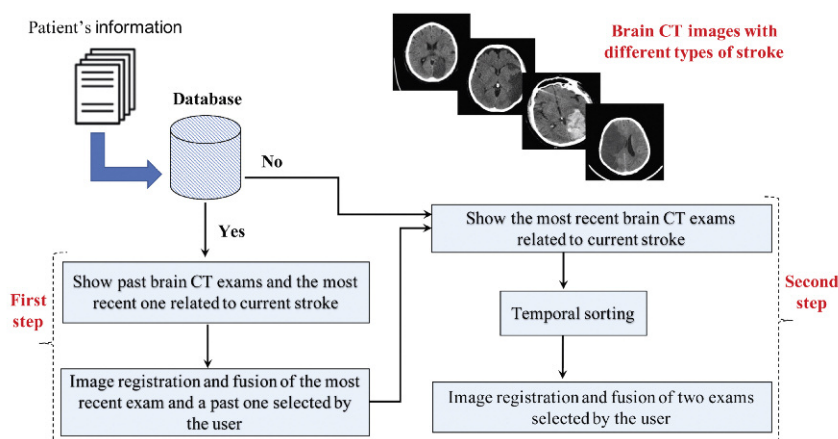 Patient's information
Brain CT images with
different types of stroke
Database
No
Yes
First
step
Show past brain CT exams and the most
recent one related to current stroke
Image registration and fusion of the most
recent exam and a past one selected by
the user
Show the most recent brain CT exams
related to current stroke
Temporal sorting
Image registration and fusion of two exams
selected by the user
Second
step